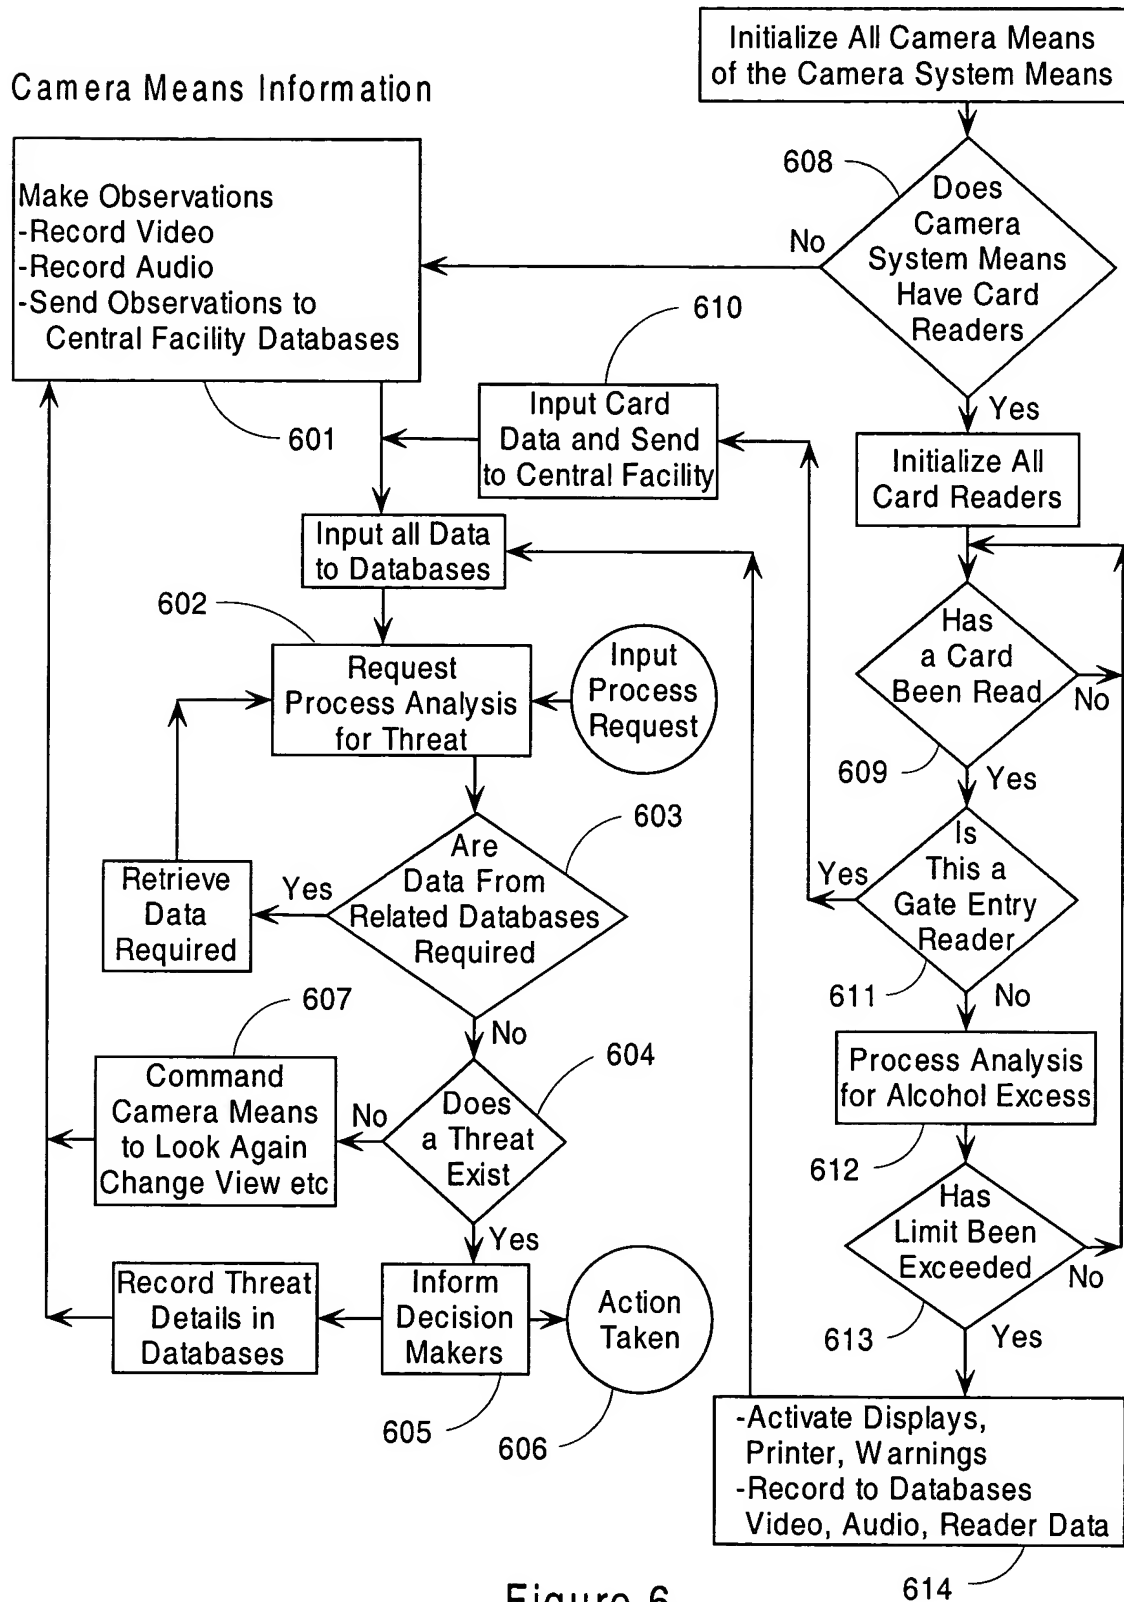 Initialize All Camera Means
of the Camera System Means
Camera Means Information
608
Does
Camera
System Means
Have Card
Readers
No
Yes
Make Observations
-Record Video
-Record Audio
-Send Observations to
Central Facility Databases
601
610
Input Card
Data and Send
to Central Facility
Initialize All
Card Readers
Input all Data
to Databases
602
Request
Process Analysis
for Threat
Input
Process
Request
Has
a Card
Been Read
No
609
Yes
603
Are
Data From
Related Databases
Required
Yes
Retrieve
Data
Required
No
Is
This a
Gate Entry
Reader
Yes
611
No
607
Command
Camera Means
to Look Again
Change View etc
604
Does
a Threat
Exist
No
Yes
Process Analysis
for Alcohol Excess
612
Has
Limit Been
Exceeded
No
613
Yes
Record Threat
Details in
Databases
Inform
Decision
Makers
605
Action
Taken
606
-Activate Displays,
Printer, Warnings
-Record to Databases
Video, Audio, Reader Data
614
Figure 6